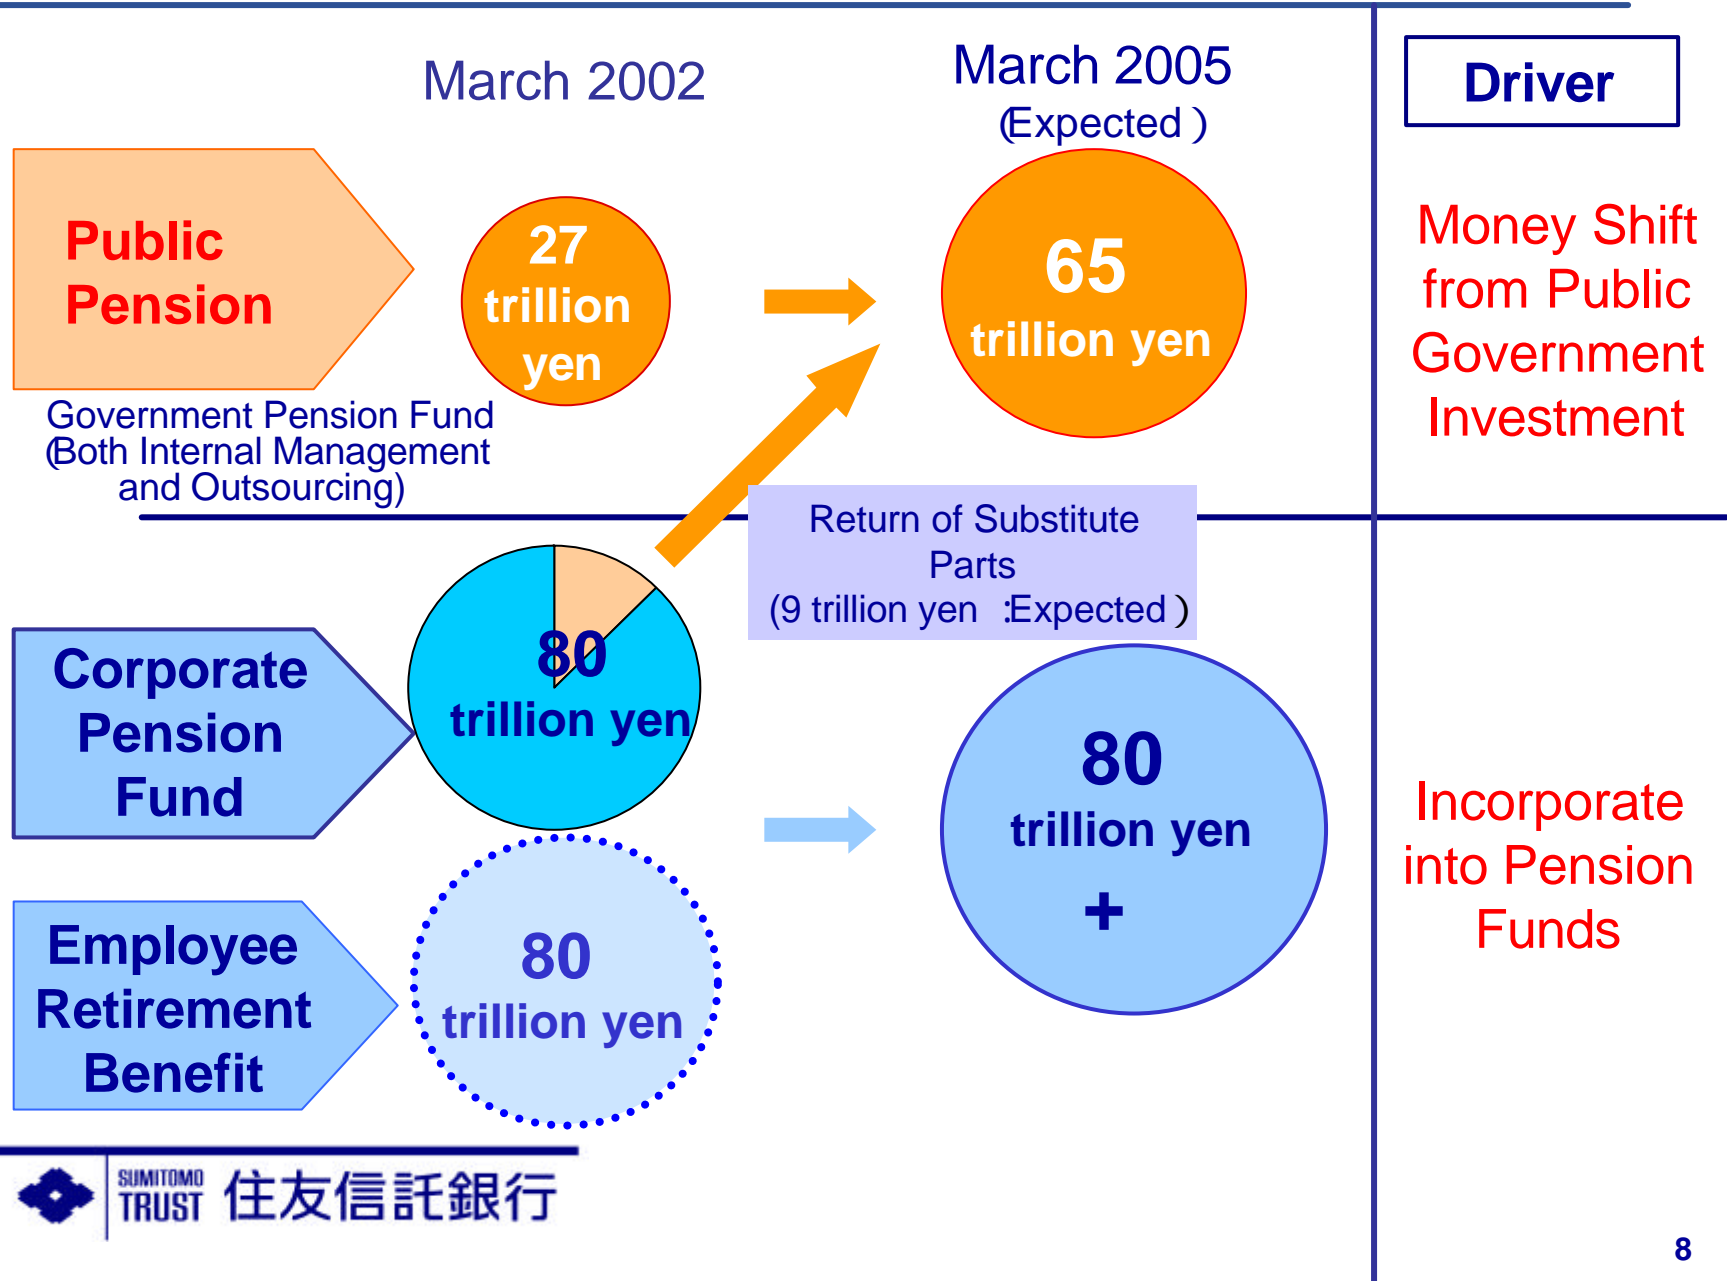 March 2002
March 2005
(Expected)
Driver
Public
Pension
27
trillion
yen
65
trillion yen
Money Shift
from Public
Government
Investment
Government Pension Fund
(Both Internal Management
and Outsourcing)
Return of Substitute
Parts
(9 trillion yen :Expected)
Corporate
Pension
Fund
80
trillion yen
80
trillion yen
+
Incorporate
into Pension
Funds
Employee
Retirement
Benefit
80
trillion yen
SUMITOMO
TRUST
住友信託銀行
8